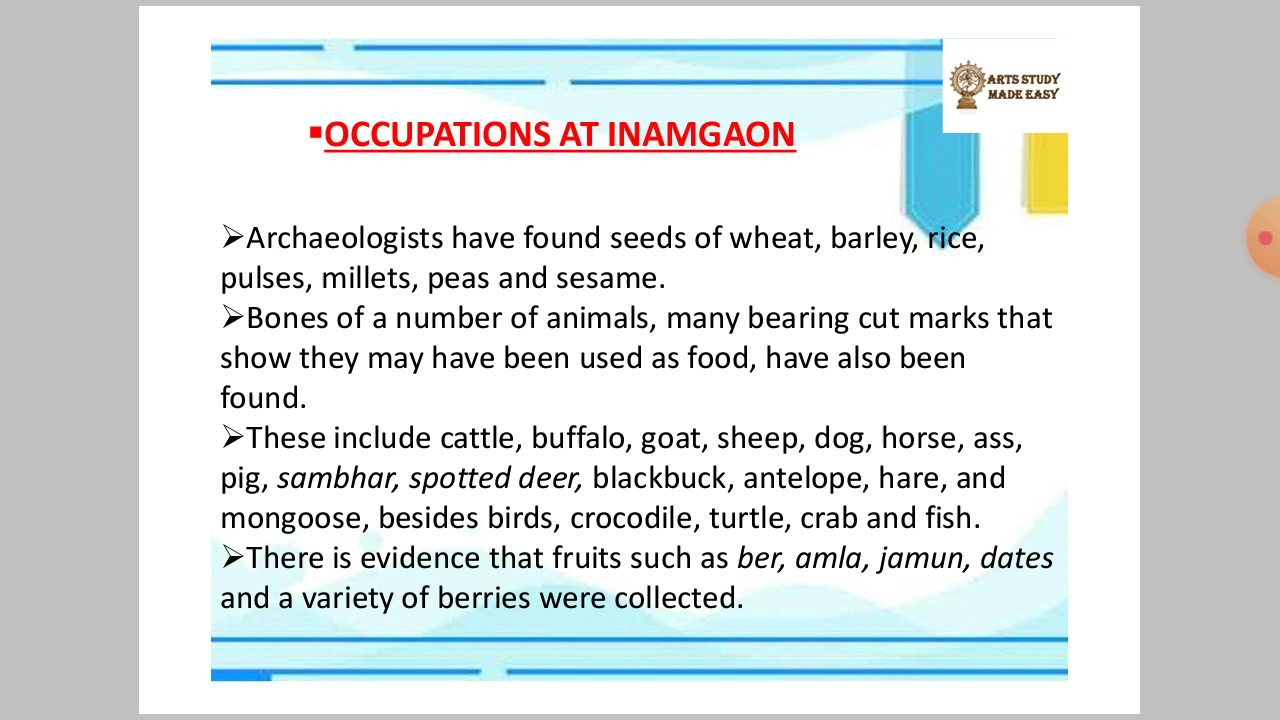 ARTS STUDY
MADE EASY
▪OCCUPATIONS AT INAMGAON
➢Archaeologists have found seeds of wheat, barley, rice,
pulses, millets, peas and sesame.
➢Bones of a number of animals, many bearing cut marks that
show they may have been used as food, have also been
found.
➢These include cattle, buffalo, goat, sheep, dog, horse, ass,
pig, sambhar, spotted deer, blackbuck, antelope, hare, and
mongoose, besides birds, crocodile, turtle, crab and fish.
➢There is evidence that fruits such as ber, amla, jamun, dates
and a variety of berries were collected.